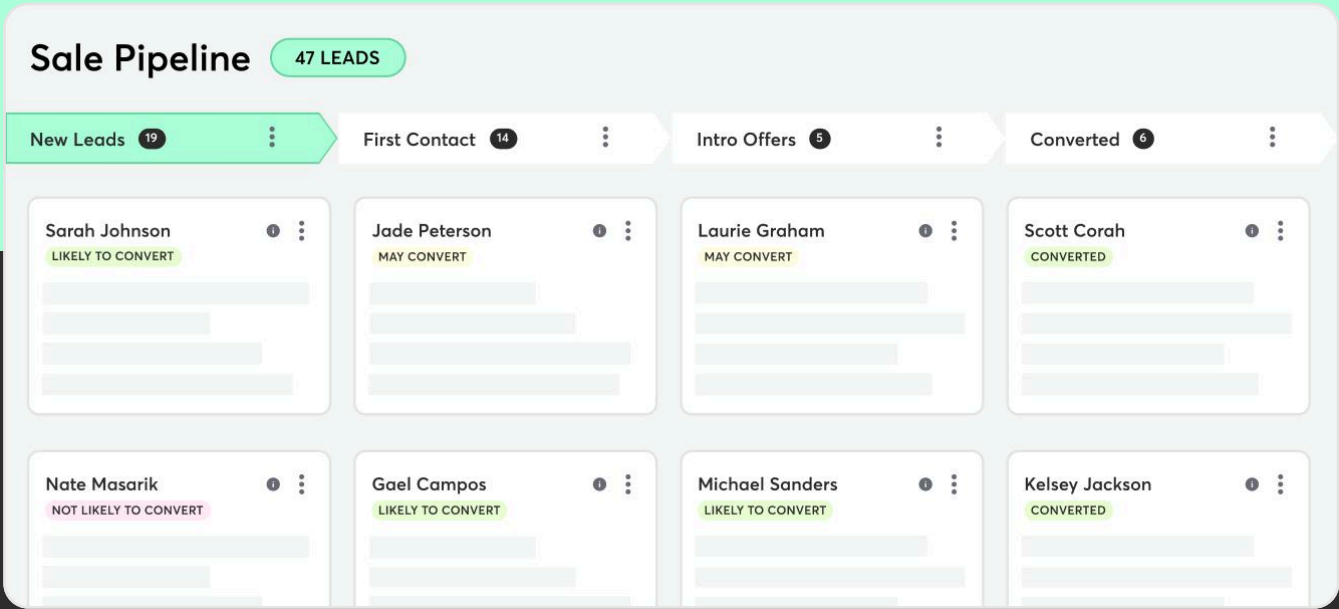 Sale Pipeline 47 LEADS
New Leads 19 First Contact 14 Intro Offers 5 Converted 6
Sarah Johnson
LIKELY TO CONVERT
Jade Peterson
MAY CONVERT
Laurie Graham
MAY CONVERT
Scott Corah
CONVERTED
Nate Masarik
NOT LIKELY TO CONVERT
Gael Campos
LIKELY TO CONVERT
Michael Sanders
LIKELY TO CONVERT
Kelsey Jackson
CONVERTED